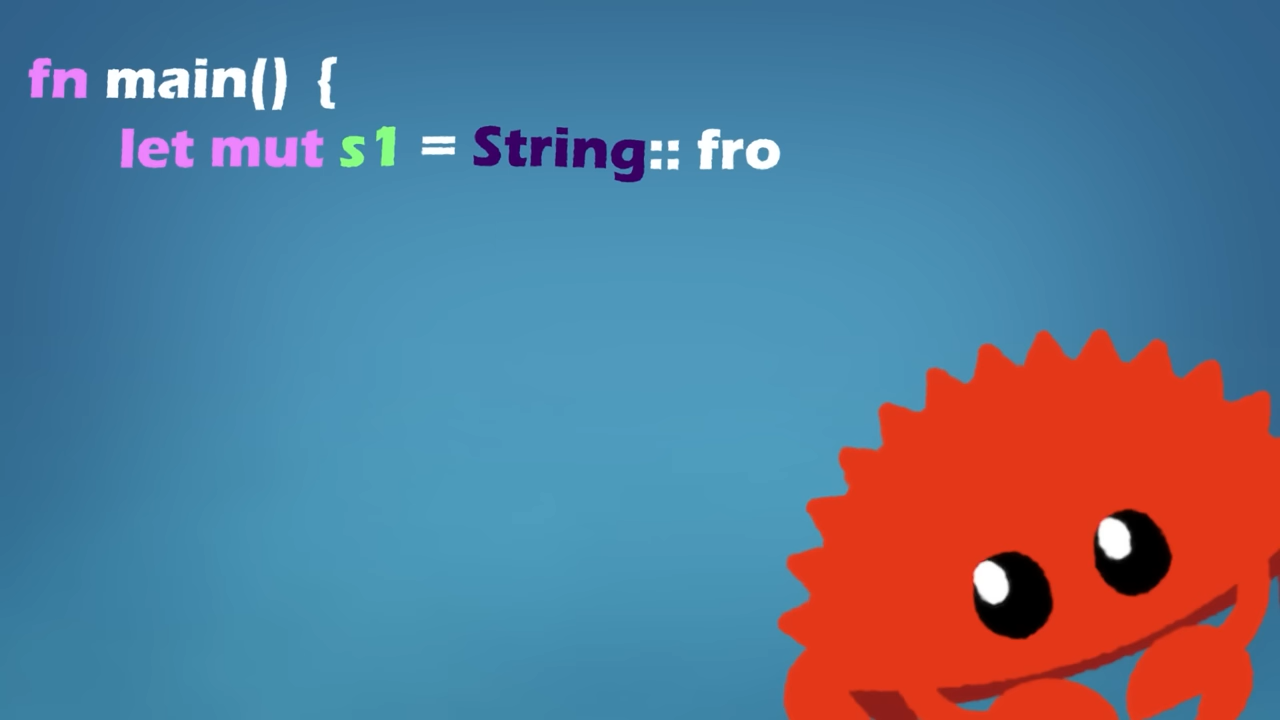 fn main() {
let mut s1 = String:: fro